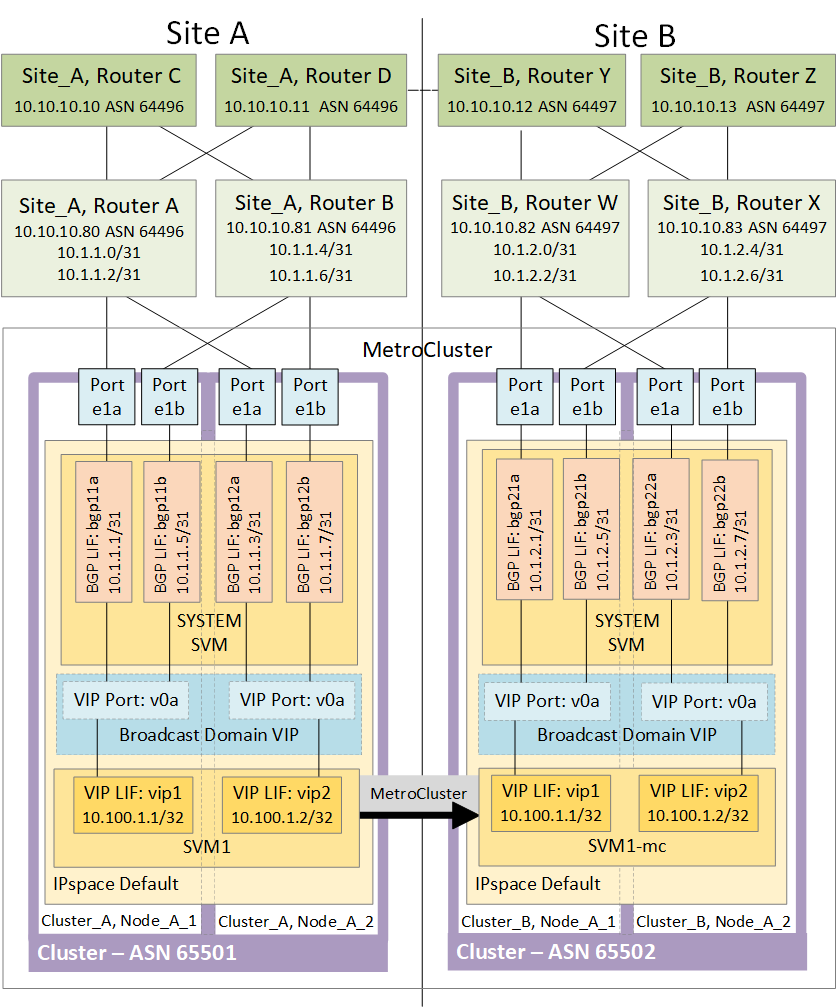 Site A
Site B
Site_A, Router C
10.10.10.10 ASN 64496
Site_A, Router D
10.10.10.11 ASN 64496
Site_B, Router Y
10.10.10.12 ASN 64497
Site_B, Router Z
10.10.10.13 ASN 64497
Site_A, Router A
10.10.10.80 ASN 64496
10.1.1.0/31
10.1.1.2/31
Site_A, Router B
10.10.10.81 ASN 64496
10.1.1.4/31
10.1.1.6/31
Site_B, Router W
10.10.10.82 ASN 64497
10.1.2.0/31
10.1.2.2/31
Site_B, Router X
10.10.10.83 ASN 64497
10.1.2.4/31
10.1.2.6/31
MetroCluster
Port
e1a
Port
e1b
Port
e1a
Port
e1b
Port
e1a
Port
e1b
Port
e1a
Port
e1b
BGP LIF: bgp11a
10.1.1.1/31
BGP LIF: bgp11b
10.1.1.5/31
BGP LIF: bgp12a
10.1.1.3/31
BGP LIF: bgp12b
10.1.1.7/31
BGP LIF: bgp21a
10.1.2.1/31
BGP LIF: bgp21b
10.1.2.5/31
BGP LIF: bgp22a
10.1.2.3/31
BGP LIF: bgp22b
10.1.2.7/31
SYSTEM
SVM
SYSTEM
SVM
VIP Port: v0a
VIP Port: v0a
Broadcast Domain VIP
VIP Port: v0a
VIP Port: v0a
Broadcast Domain VIP
VIP LIF: vip1
10.100.1.1/32
VIP LIF: vip2
10.100.1.2/32
SVM1
MetroCluster
VIP LIF: vip1
10.100.1.1/32
VIP LIF: vip2
10.100.1.2/32
SVM1-mc
IPspace Default
IPspace Default
Cluster_A, Node_A_1
Cluster_A, Node_A_2
Cluster_B, Node_A_1
Cluster_B, Node_A_2
Cluster – ASN 65501
Cluster – ASN 65502